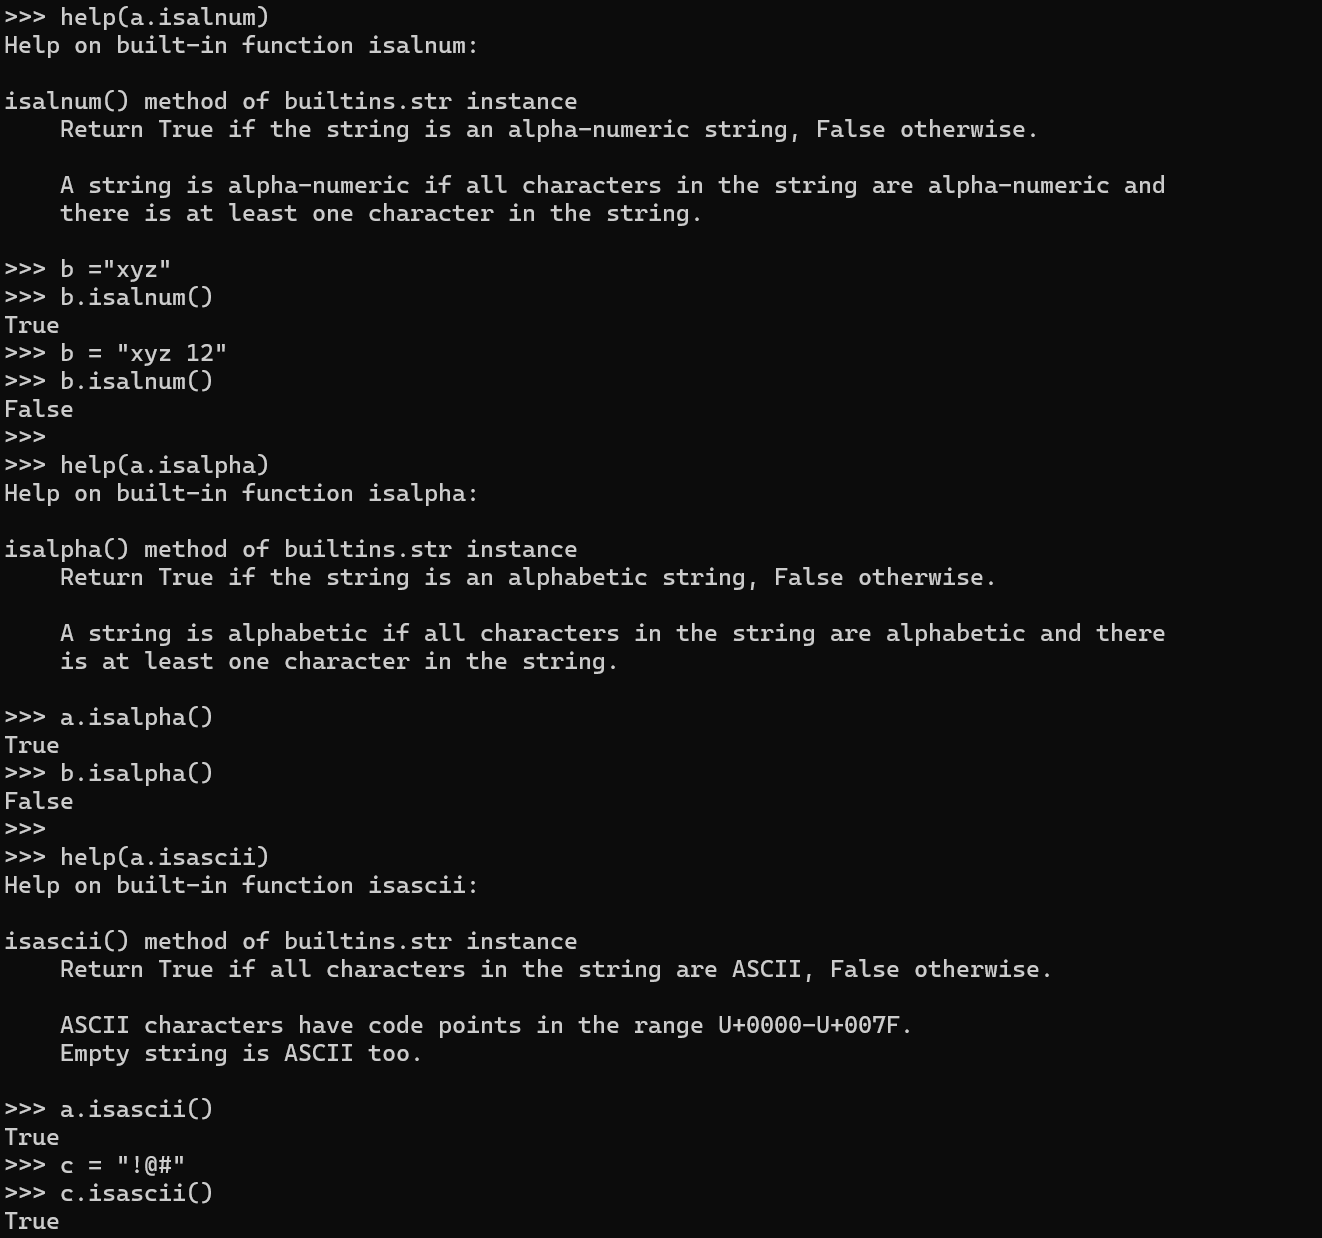 >>> help(a.isalnum)
Help on built-in function isalnum:

isalnum() method of builtins.str instance
    Return True if the string is an alpha-numeric string, False otherwise.

    A string is alpha-numeric if all characters in the string are alpha-numeric and
    there is at least one character in the string.

>>> b ="xyz"
>>> b.isalnum()
True
>>> b = "xyz 12"
>>> b.isalnum()
False
>>>
>>> help(a.isalpha)
Help on built-in function isalpha:

isalpha() method of builtins.str instance
    Return True if the string is an alphabetic string, False otherwise.

    A string is alphabetic if all characters in the string are alphabetic and there
    is at least one character in the string.

>>> a.isalpha()
True
>>> b.isalpha()
False
>>>
>>> help(a.isascii)
Help on built-in function isascii:

isascii() method of builtins.str instance
    Return True if all characters in the string are ASCII, False otherwise.

    ASCII characters have code points in the range U+0000-U+007F.
    Empty string is ASCII too.

>>> a.isascii()
True
>>> c = "!@#"
>>> c.isascii()
True